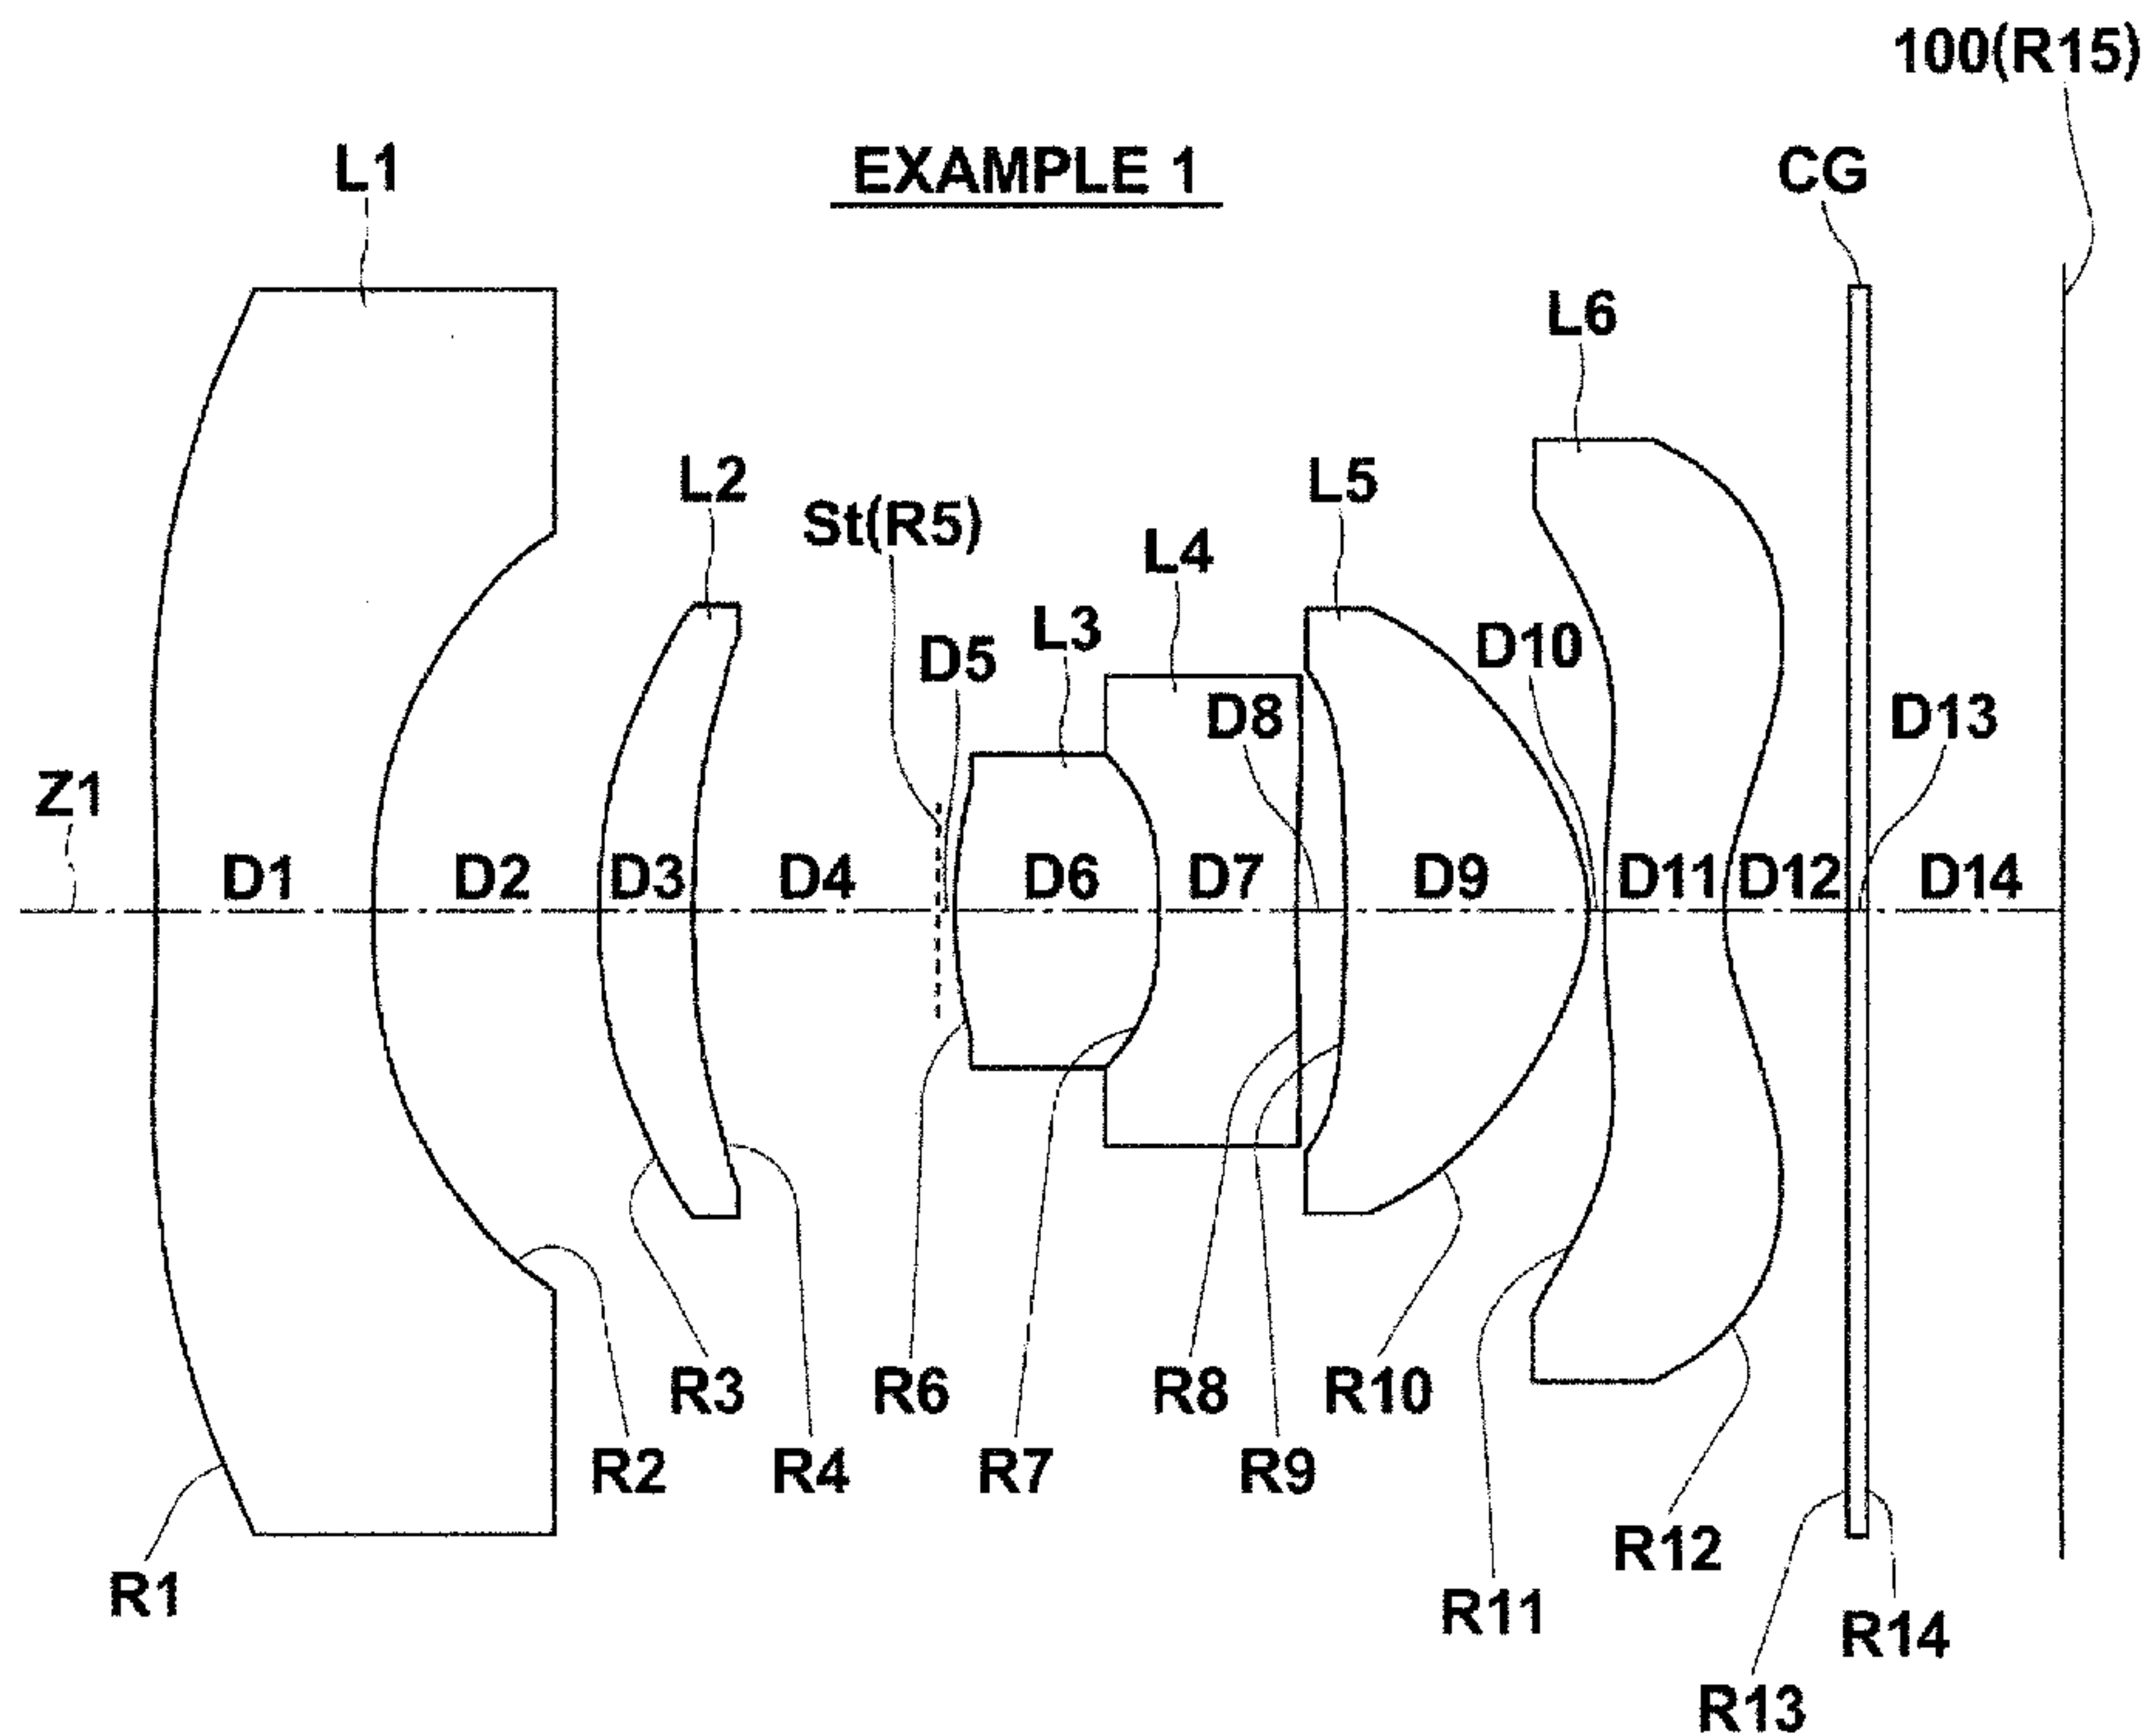 100(R15)
L1
EXAMPLE 1
CG
L6
L2
L5
St(R5)
L4
L3
D5
D10
D8
D13
Z1
D1
D2
D3
D4
D6
D7
D9
D11
D12
D14
R3
R6
R8
R10
R2
R4
R7
R9
R12
R1
R11
R14
R13